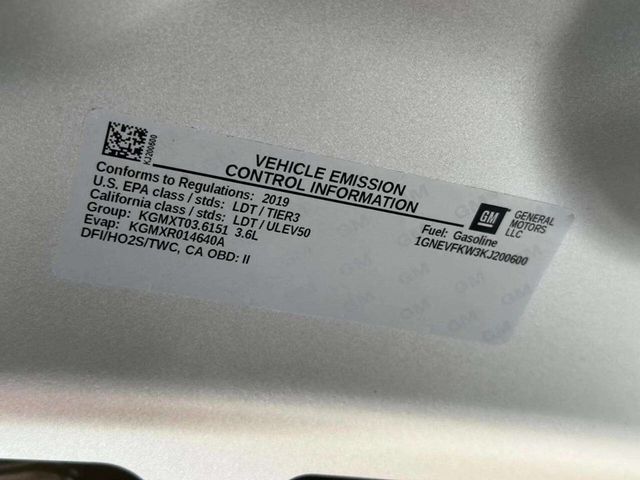 KJ200600
VEHICLE EMISSION
CONTROL INFORMATION
Conforms to Regulations: 2019
U.S. EPA class / stds: LDT / TIER3
California class / stds: LDT / ULEV50
Group: KGMXT03.6151 3.6L
Evap: KGMXR014640A
DFI/HO2S/TWC, CA OBD: II
GM
GENERAL
MOTORS
LLC
Fuel: Gasoline
1GNEVFKW3KJ200600